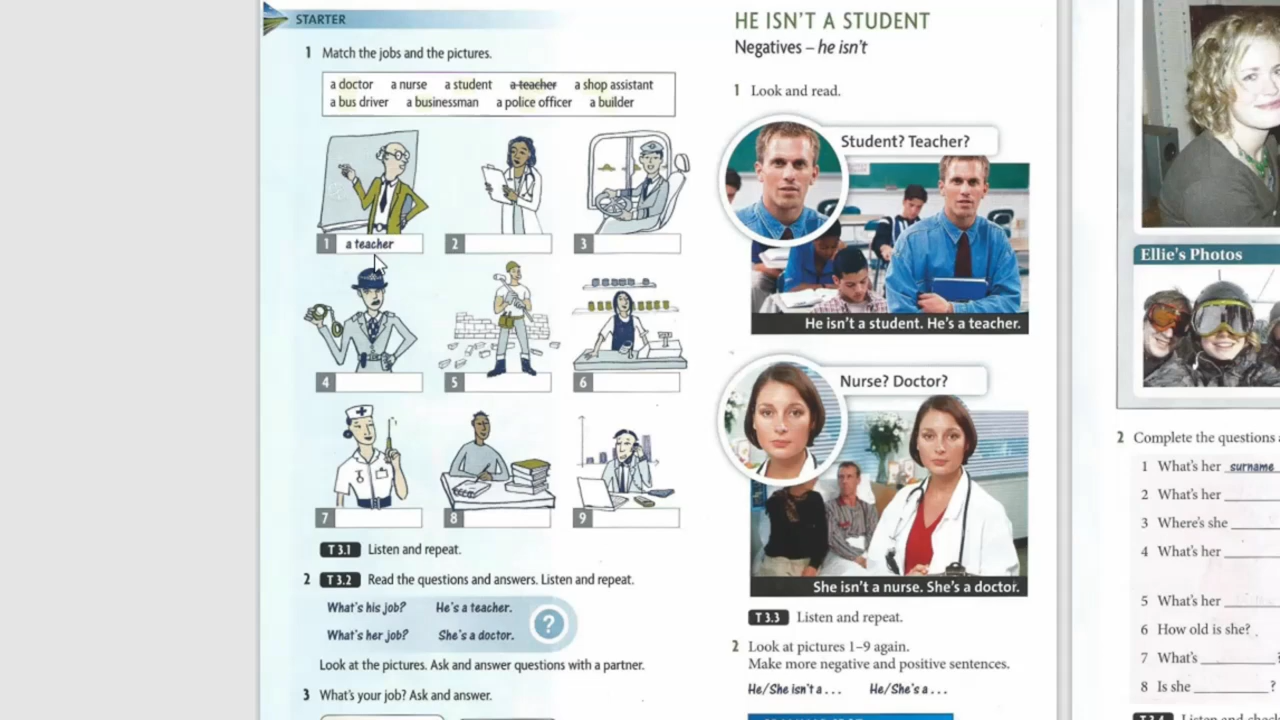 STARTER
1 Match the jobs and the pictures.
a doctor a nurse a student a teacher a shop assistant
a bus driver a businessman a police officer a builder
1 a teacher
2
3
4
5
6
7
8
9
T 3.1 Listen and repeat.
2 T 3.2 Read the questions and answers. Listen and repeat.
What's his job? He's a teacher.
What's her job? She's a doctor.
?
Look at the pictures. Ask and answer questions with a partner.
3 What's your job? Ask and answer.
HE ISN'T A STUDENT
Negatives – he isn't
1 Look and read.
Student? Teacher?
He isn't a student. He's a teacher.
Nurse? Doctor?
She isn't a nurse. She's a doctor.
T 3.3 Listen and repeat.
2 Look at pictures 1–9 again.
Make more negative and positive sentences.
He/She isn't a . . . He/She's a . . .
Ellie's Photos
2 Complete the questions
1 What's her surname
2 What's her
3 Where's she
4 What's her
5 What's her
6 How old is she?
7 What's ?
8 Is she ?